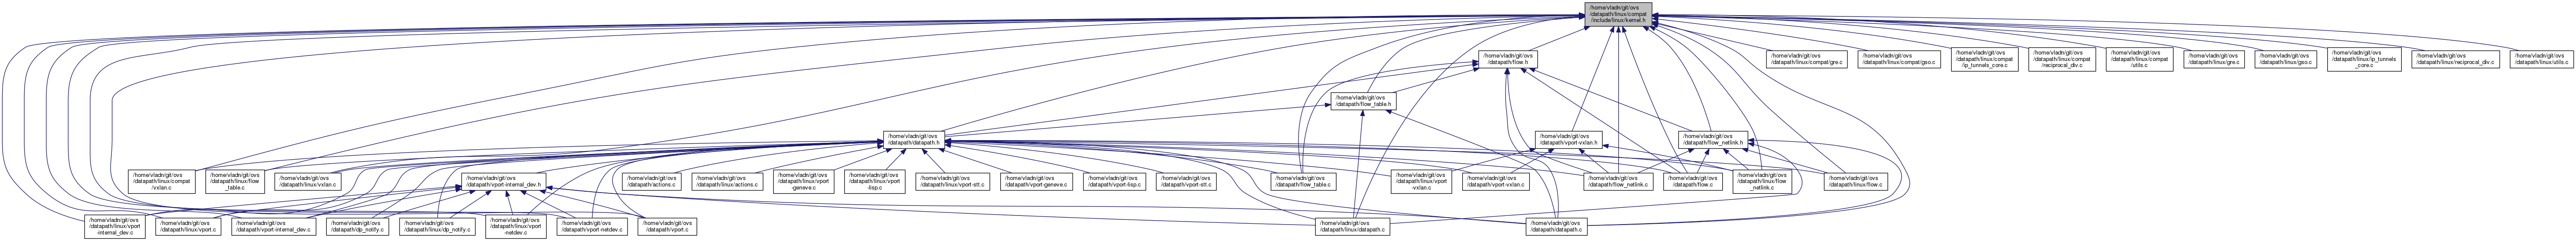 /home/vladn/git/ovs
/datapath/linux/compat
/include/linux/kernel.h
/home/vladn/git/ovs
/datapath/flow.h
/home/vladn/git/ovs
/datapath/linux/compat/gre.c
/home/vladn/git/ovs
/datapath/linux/compat/gso.c
/home/vladn/git/ovs
/datapath/linux/compat
/ip_tunnels_core.c
/home/vladn/git/ovs
/datapath/linux/compat
/reciprocal_div.c
/home/vladn/git/ovs
/datapath/linux/compat
/utils.c
/home/vladn/git/ovs
/datapath/linux/gre.c
/home/vladn/git/ovs
/datapath/linux/gso.c
/home/vladn/git/ovs
/datapath/linux/ip_tunnels
_core.c
/home/vladn/git/ovs
/datapath/linux/reciprocal_div.c
/home/vladn/git/ovs
/datapath/linux/utils.c
/home/vladn/git/ovs
/datapath/flow_table.h
/home/vladn/git/ovs
/datapath/datapath.h
/home/vladn/git/ovs
/datapath/vport-vxlan.h
/home/vladn/git/ovs
/datapath/flow_netlink.h
/home/vladn/git/ovs
/datapath/linux/compat
/vxlan.c
/home/vladn/git/ovs
/datapath/linux/flow
_table.c
/home/vladn/git/ovs
/datapath/linux/vxlan.c
/home/vladn/git/ovs
/datapath/vport-internal_dev.h
/home/vladn/git/ovs
/datapath/actions.c
/home/vladn/git/ovs
/datapath/linux/actions.c
/home/vladn/git/ovs
/datapath/linux/vport
-geneve.c
/home/vladn/git/ovs
/datapath/linux/vport
-lisp.c
/home/vladn/git/ovs
/datapath/linux/vport-stt.c
/home/vladn/git/ovs
/datapath/vport-geneve.c
/home/vladn/git/ovs
/datapath/vport-lisp.c
/home/vladn/git/ovs
/datapath/vport-stt.c
/home/vladn/git/ovs
/datapath/flow_table.c
/home/vladn/git/ovs
/datapath/linux/vport
-vxlan.c
/home/vladn/git/ovs
/datapath/vport-vxlan.c
/home/vladn/git/ovs
/datapath/flow_netlink.c
/home/vladn/git/ovs
/datapath/flow.c
/home/vladn/git/ovs
/datapath/linux/flow
_netlink.c
/home/vladn/git/ovs
/datapath/linux/flow.c
/home/vladn/git/ovs
/datapath/linux/vport
-internal_dev.c
/home/vladn/git/ovs
/datapath/linux/vport.c
/home/vladn/git/ovs
/datapath/vport-internal_dev.c
/home/vladn/git/ovs
/datapath/dp_notify.c
/home/vladn/git/ovs
/datapath/linux/dp_notify.c
/home/vladn/git/ovs
/datapath/linux/vport
-netdev.c
/home/vladn/git/ovs
/datapath/vport-netdev.c
/home/vladn/git/ovs
/datapath/vport.c
/home/vladn/git/ovs
/datapath/linux/datapath.c
/home/vladn/git/ovs
/datapath/datapath.c